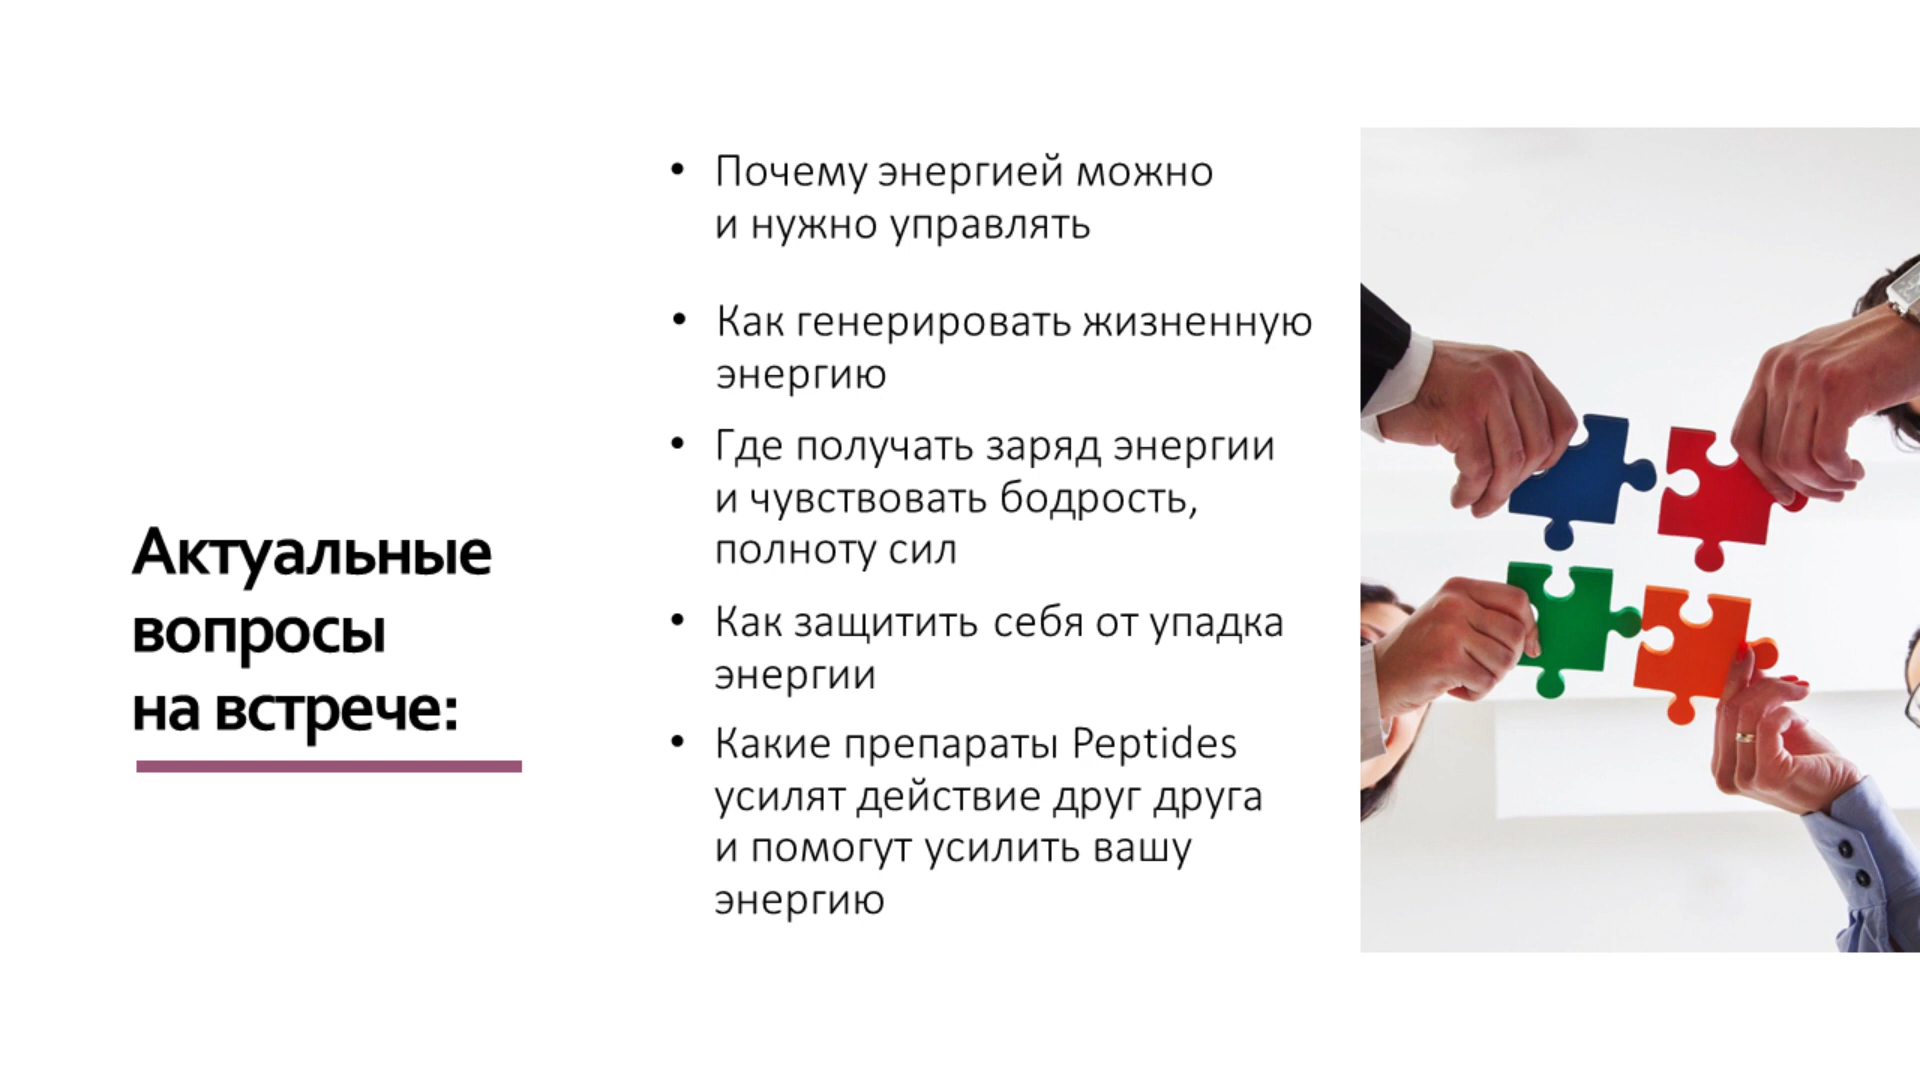 Актуальные
вопросы
на встрече:
• Почему энергией можно
и нужно управлять
• Как генерировать жизненную
энергию
• Где получать заряд энергии
и чувствовать бодрость,
полноту сил
• Как защитить себя от упадка
энергии
• Какие препараты Peptides
усилят действие друг друга
и помогут усилить вашу
энергию